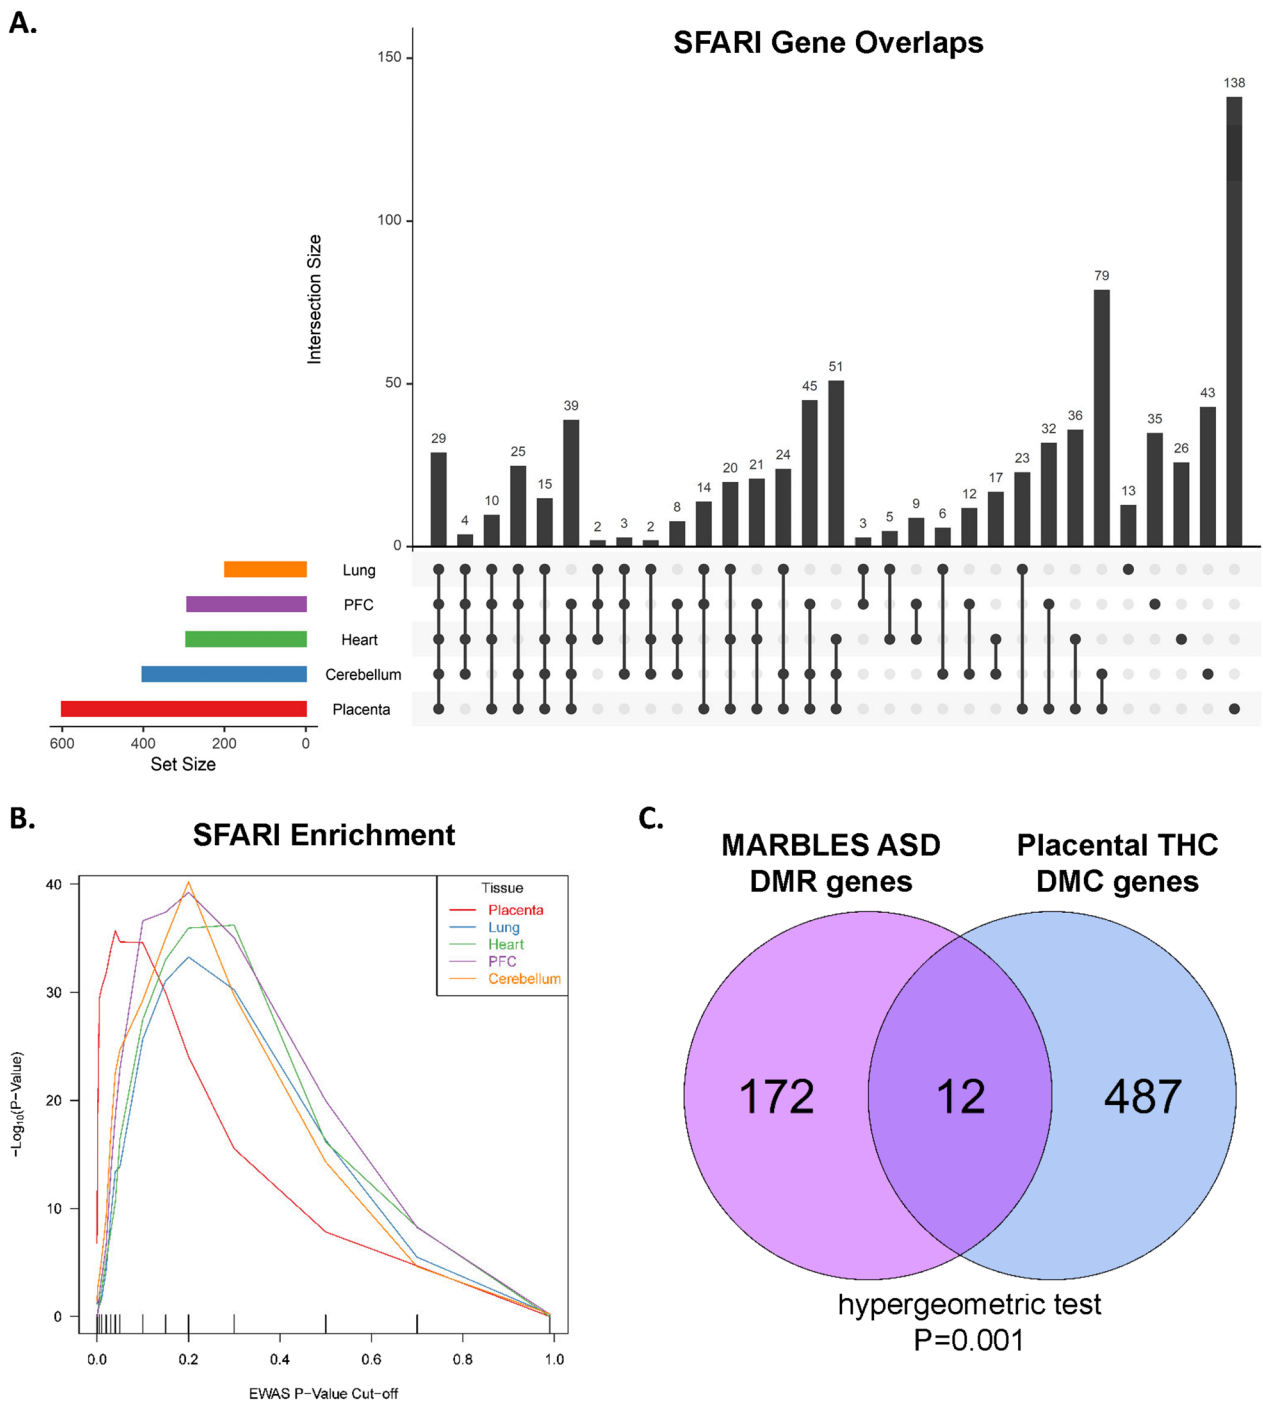 A.
SFARI Gene Overlaps
Intersection Size
150
100
50
0
29
4
10
25
15
39
2
3
2
8
14
20
21
24
45
51
3
5
9
6
12
17
23
32
36
79
13
35
26
43
138
Lung
PFC
Heart
Cerebellum
Placenta
600 400 200 0
Set Size
B.
SFARI Enrichment
Tissue
Placenta
Lung
Heart
PFC
Cerebellum
−Log10(P−Value)
40
30
20
10
0
0.0 0.2 0.4 0.6 0.8 1.0
EWAS P−Value Cut−off
C.
MARBLES ASD
DMR genes
Placental THC
DMC genes
172 12 487
hypergeometric test
P=0.001